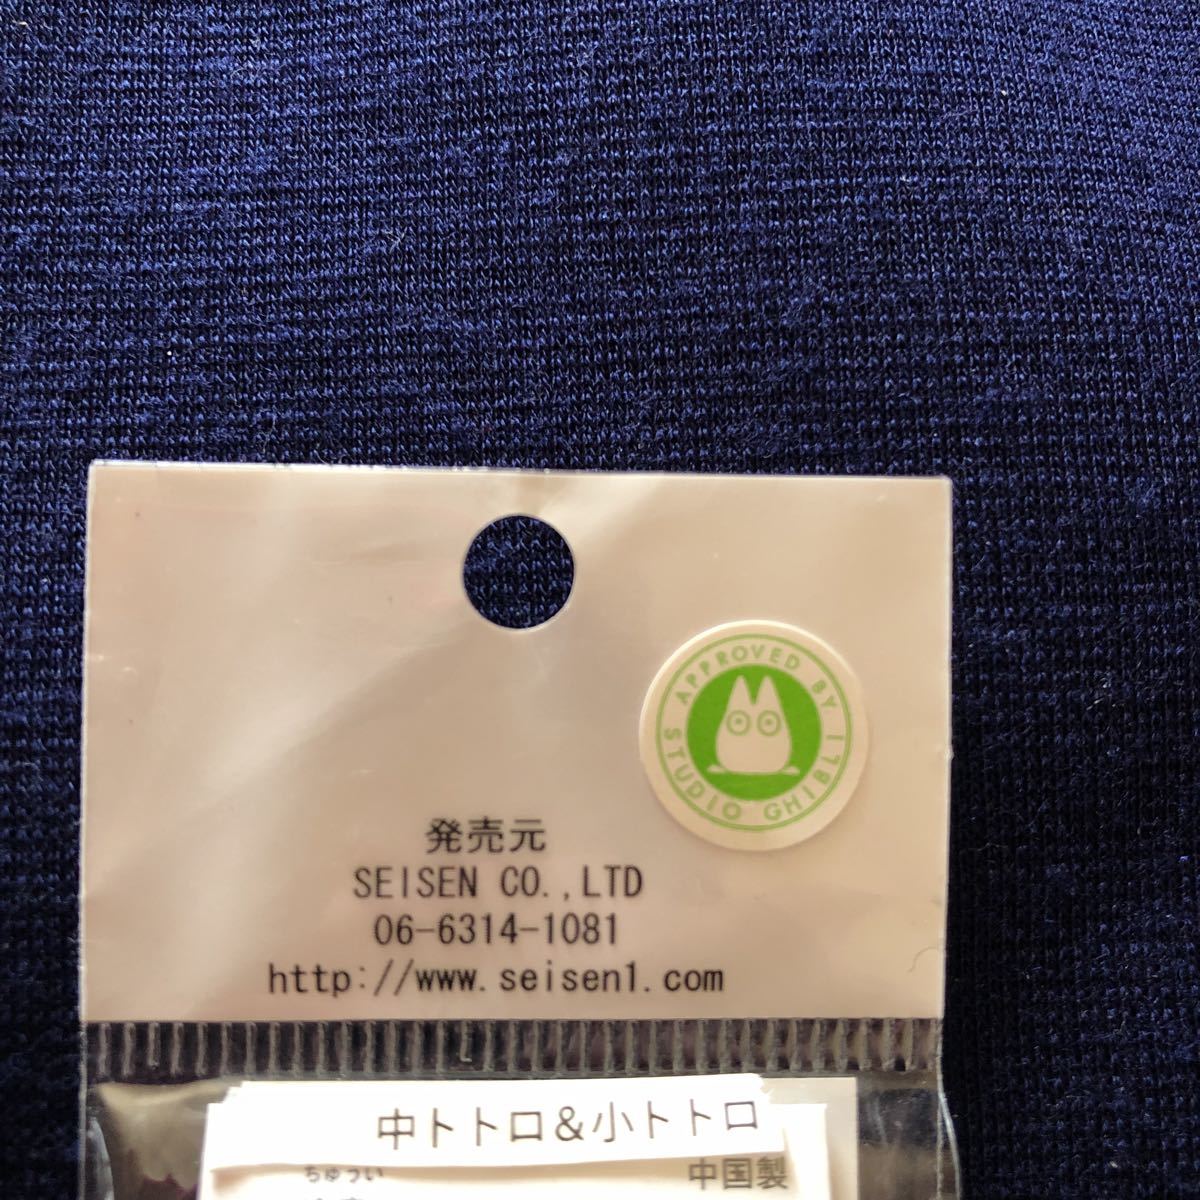 APPROVED BY STUDIO GHIBLI
発売元
SEISEN CO.,LTD
06-6314-1081
http://www.seisen1.com
中トトロ&小トトロ
ちゅうい
中国製